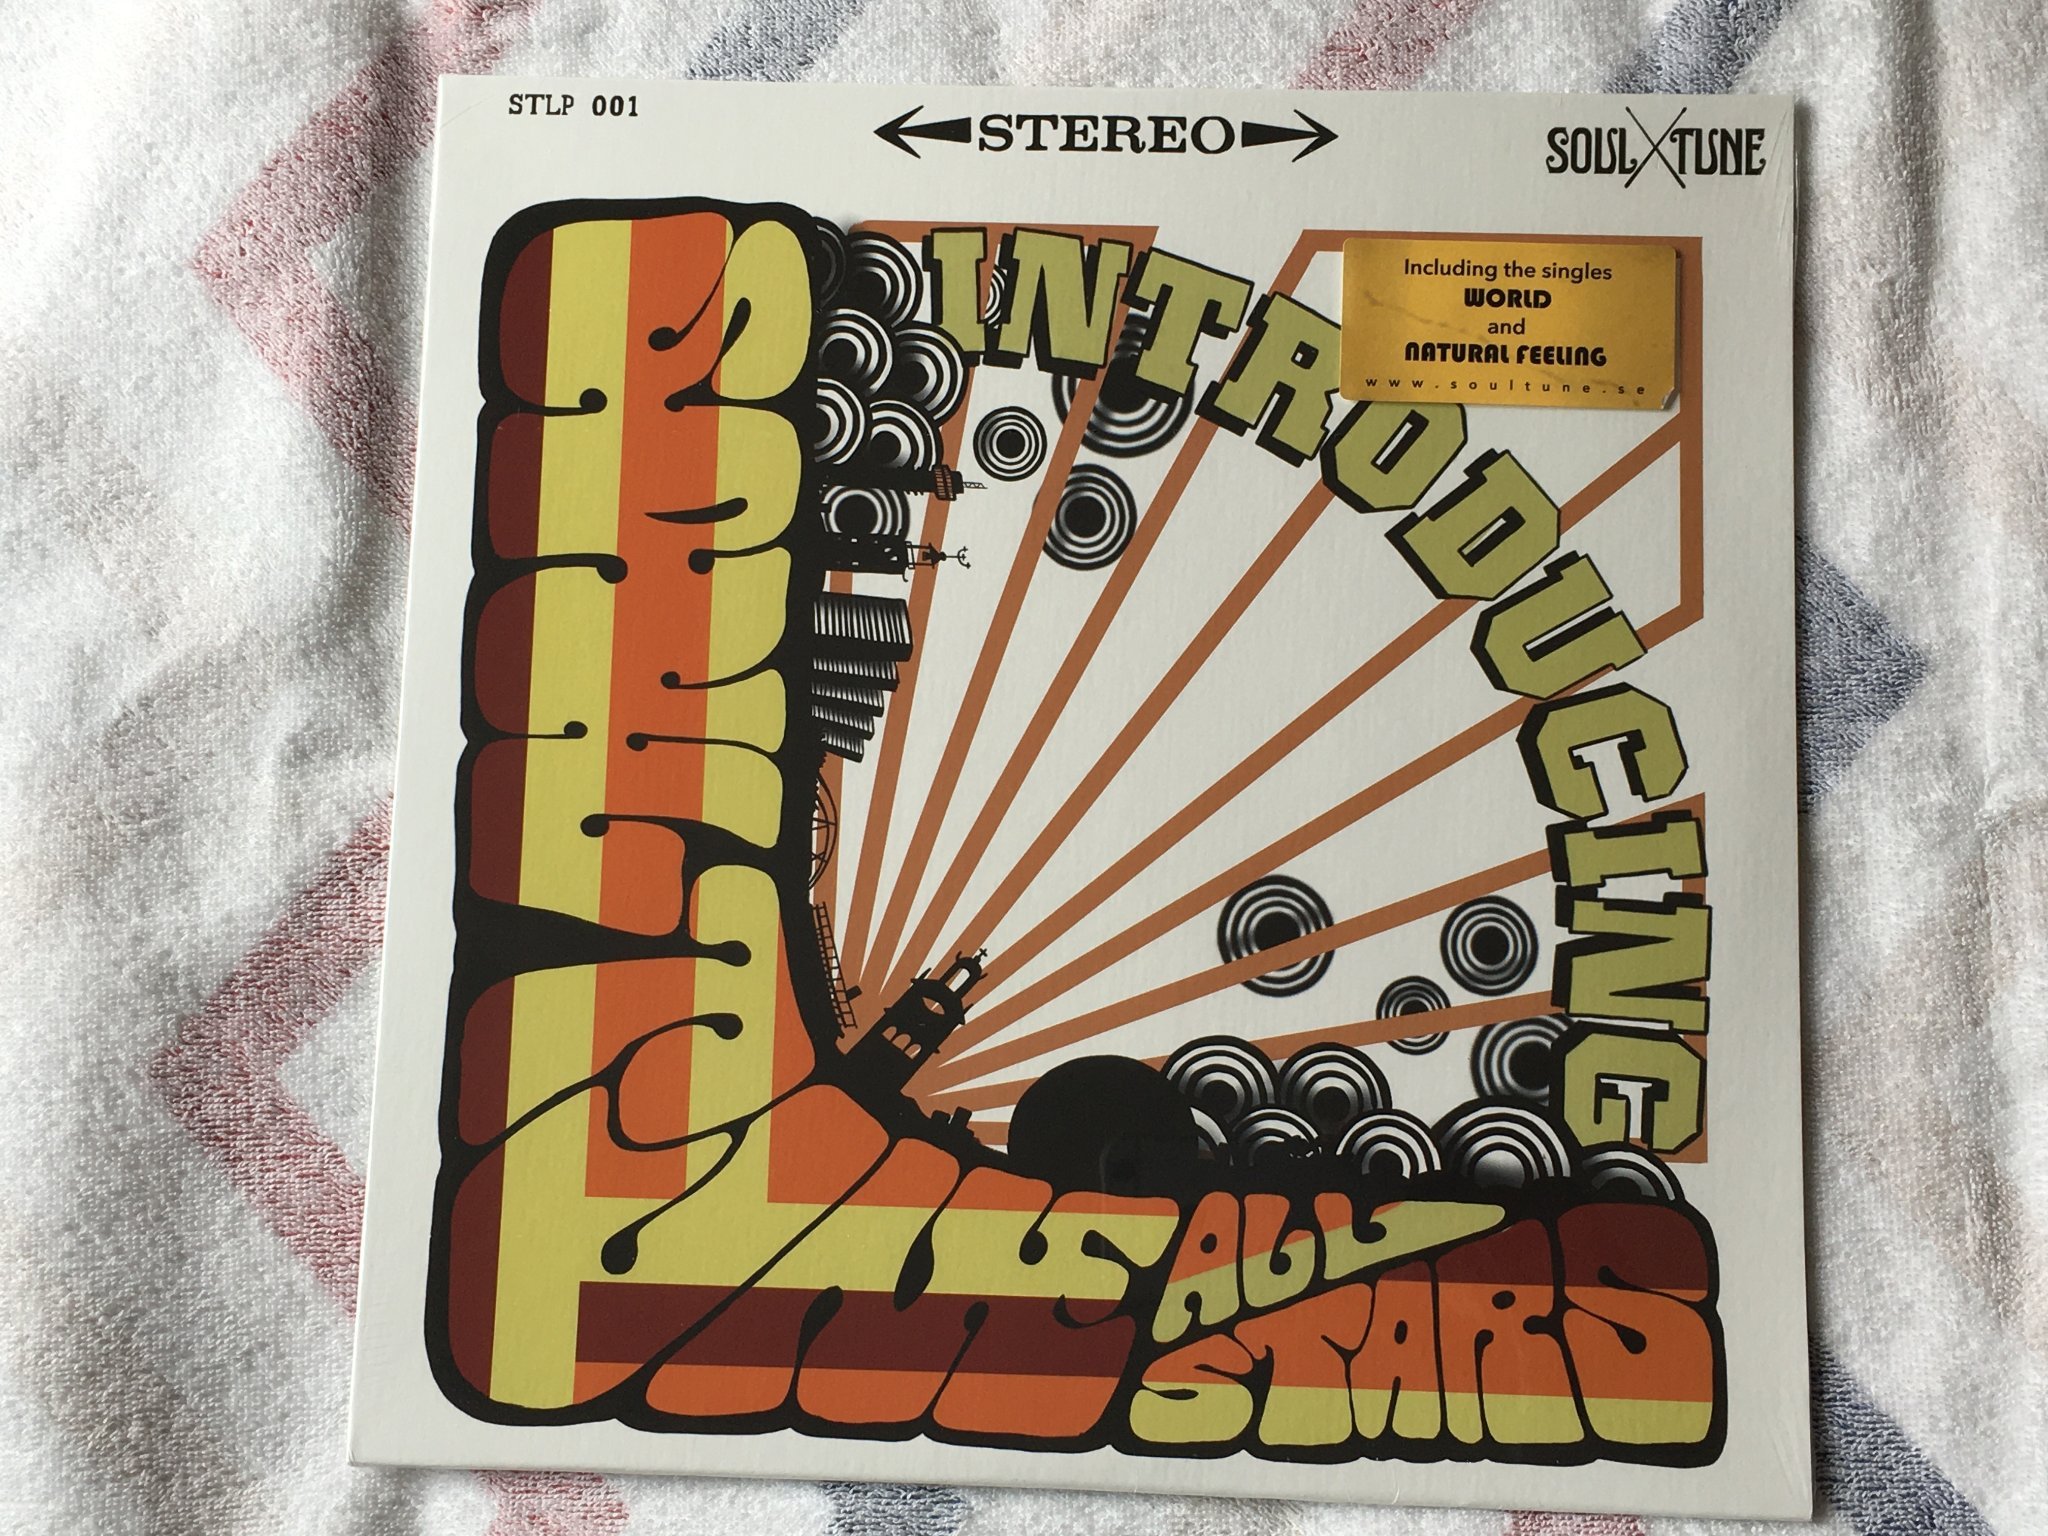 STLP 001
STEREO
SOUL X TUNE
INTRODUCING
Including the singles
WORLD
and
NATURAL FEELING
www.soultune.se
ALL
STARS